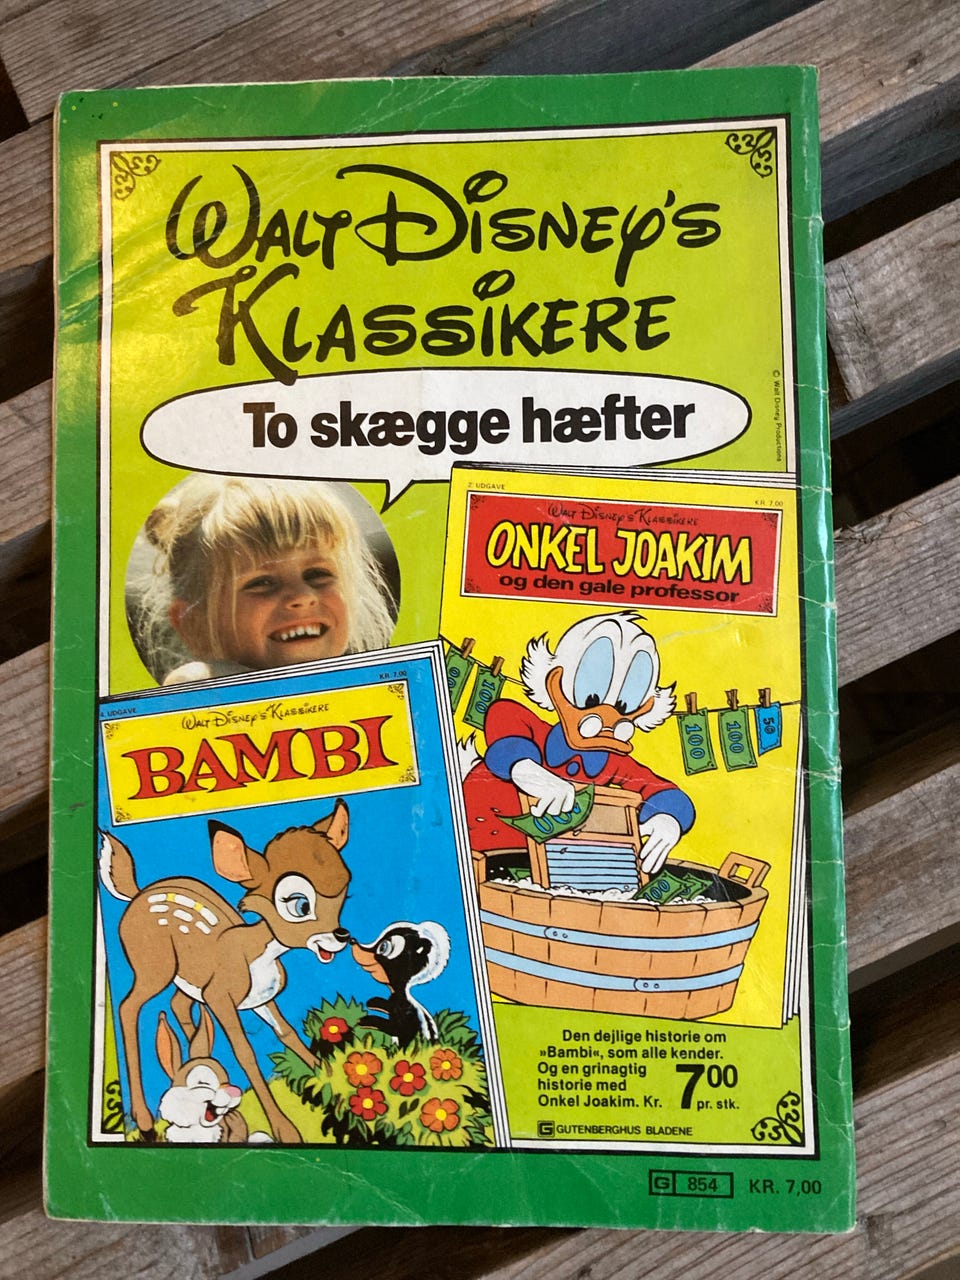 WALT DISNEY'S
KLASSIKERE
© Walt Disney Productions
To skægge hæfter
2. UDGAVE
KR. 7,00
WALT DISNEY'S KLASSIKERE
ONKEL JOAKIM
og den gale professor
100
100
100
50
100
4. UDGAVE
KR. 7,00
WALT DISNEY'S KLASSIKERE
BAMBI
Den dejlige historie om
»Bambi«, som alle kender.
Og en grinagtig
historie med
Onkel Joakim. Kr. 7 00 pr. stk.
G GUTENBERGHUS BLADENE
G 854 KR. 7,00